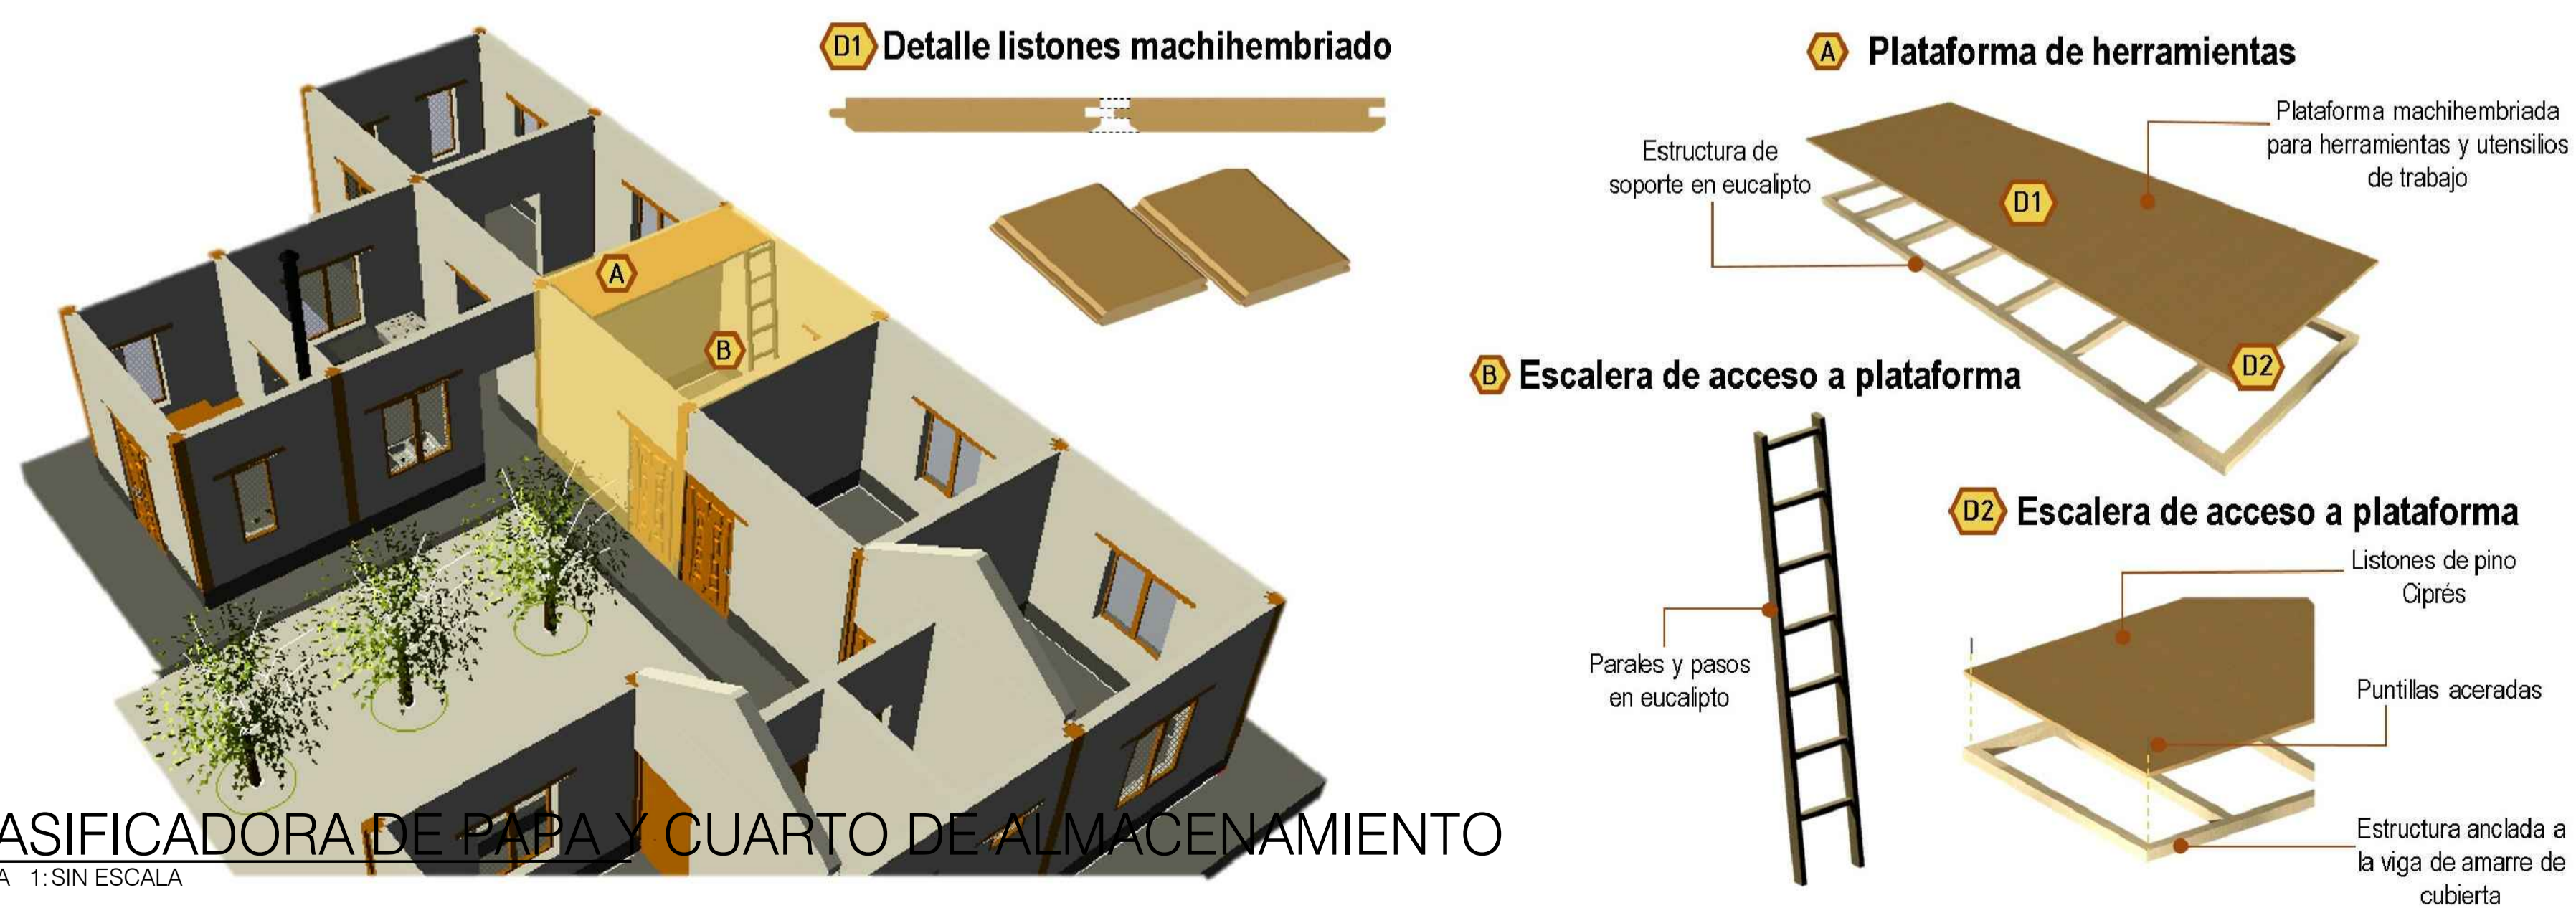 D1 Detalle listones machihembriado
A
B
A Plataforma de herramientas
Estructura de
soporte en eucalipto
Plataforma machihembriada
para herramientas y utensilios
de trabajo
D1
D2
B Escalera de acceso a plataforma
Parales y pasos
en eucalipto
D2 Escalera de acceso a plataforma
Listones de pino
Ciprés
Puntillas aceradas
Estructura anclada a
la viga de amarre de
cubierta
ASIFICADORA DE PAPA Y CUARTO DE ALMACENAMIENTO
A 1:SIN ESCALA